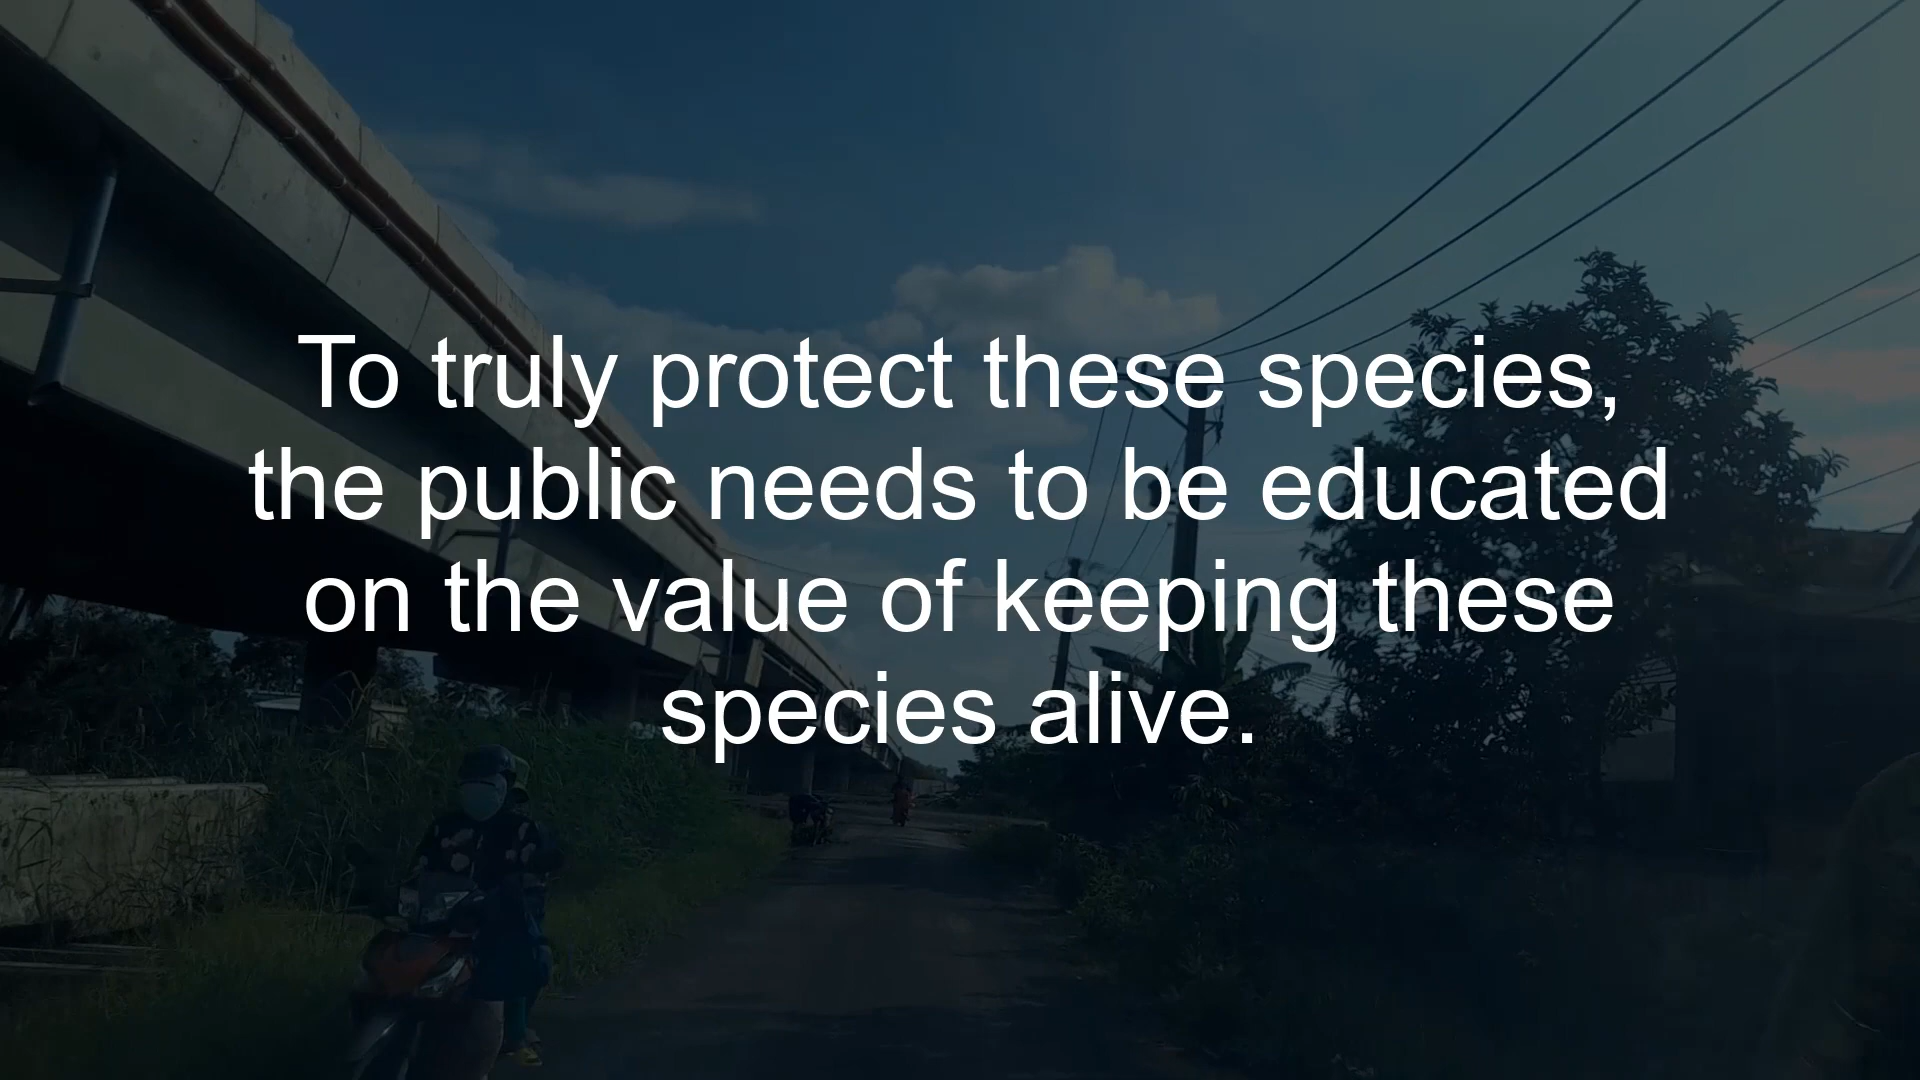 To truly protect these species,
the public needs to be educated
on the value of keeping these
species alive.